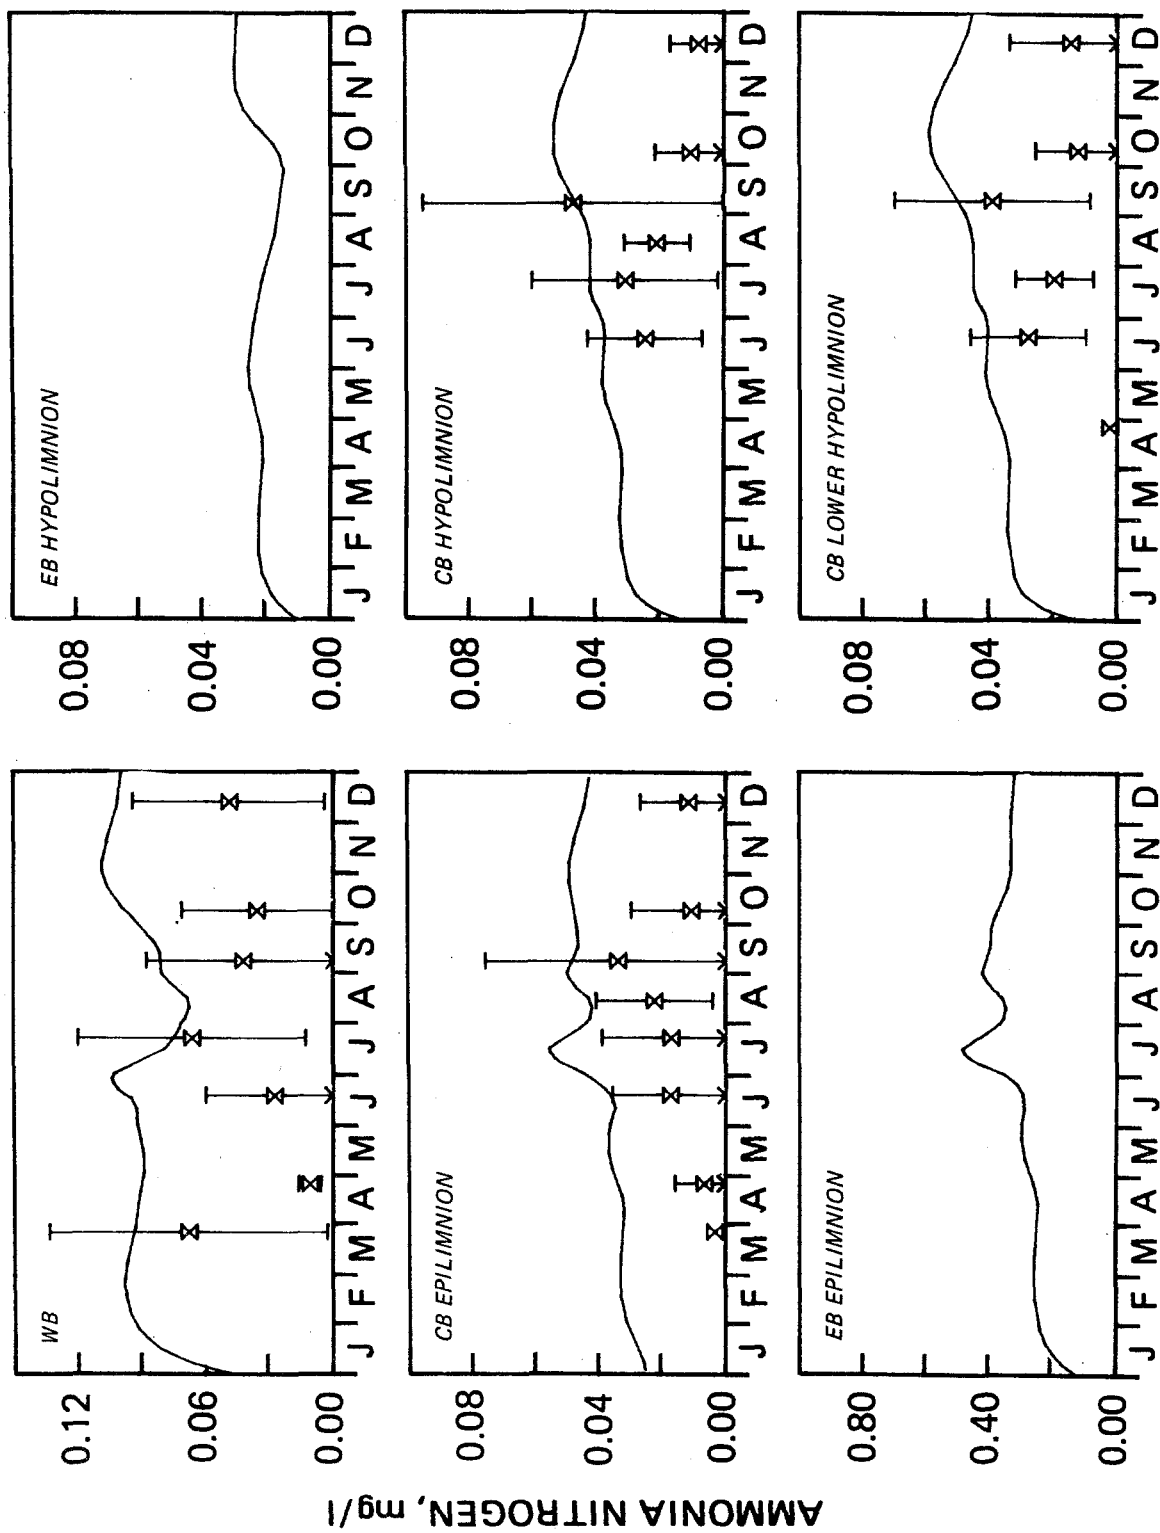 AMMONIA NITROGEN, mg/l
WB
0.12
0.06
0.00
J F M A M J J A S O N D
EB HYPOLIMNION
0.08
0.04
0.00
J F M A M J J A S O N D
CB EPILIMNION
0.04
0.00
J F M A M J J A S O N D
CB HYPOLIMNION
0.08
0.04
0.00
J F M A M J J A S O N D
EB EPILIMNION
0.80
0.40
0.00
J F M A M J J A S O N D
CB LOWER HYPOLIMNION
0.08
0.04
0.00
J F M A M J J A S O N D